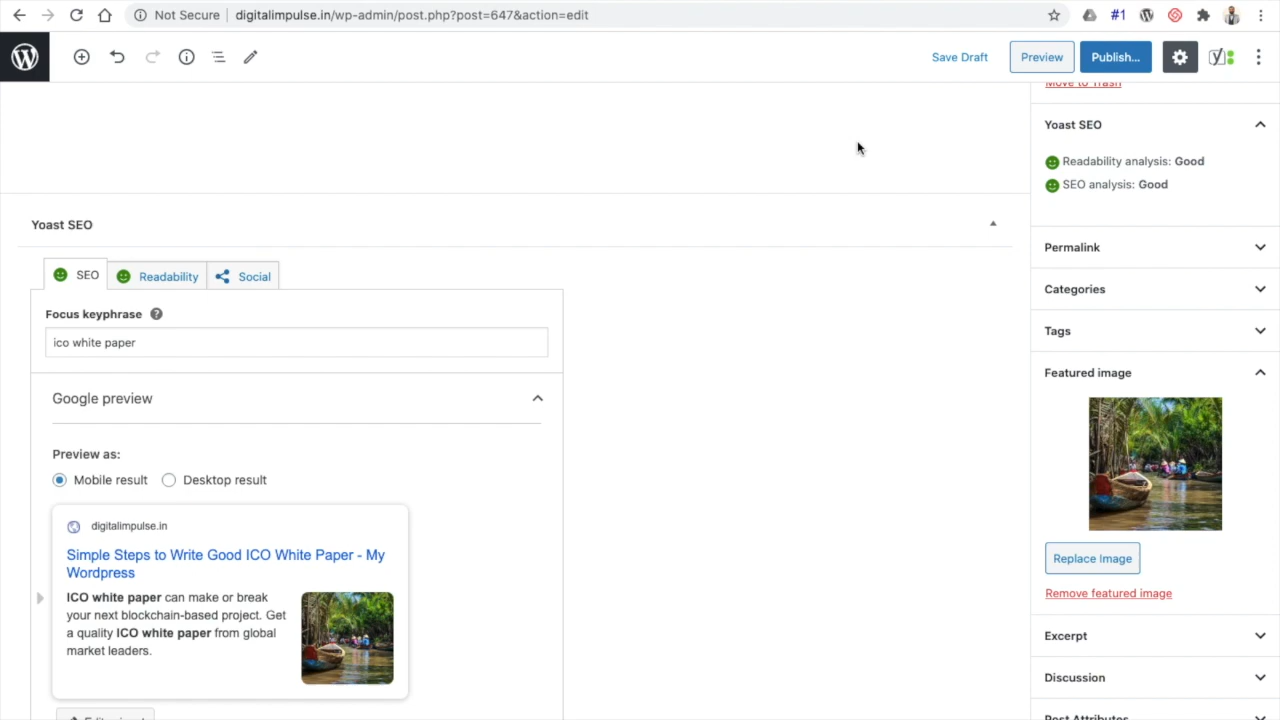 Not Secure
digitalimpulse.in/wp-admin/post.php?post=647&action=edit
#1
Save Draft
Preview
Publish...
Move to Trash
Yoast SEO
Readability analysis: Good
SEO analysis: Good
Permalink
Categories
Tags
Featured image
Replace Image
Remove featured image
Excerpt
Discussion
Post Attributes
Yoast SEO
SEO
Readability
Social
Focus keyphrase
ico white paper
Google preview
Preview as:
Mobile result
Desktop result
digitalimpulse.in
Simple Steps to Write Good ICO White Paper - My
Wordpress
ICO white paper can make or break
your next blockchain-based project. Get
a quality ICO white paper from global
market leaders.